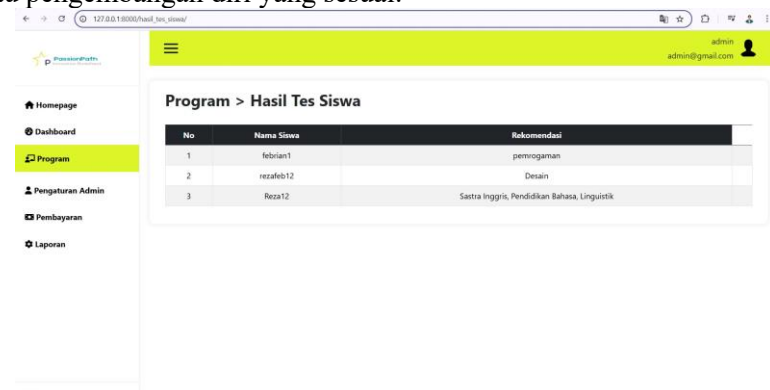 pengembangan diri yang sesuai.
127.0.0.1:8000/hasil_tes_siswa/
PassionPath
admin
admin@gmail.com
Homepage
Dashboard
Program
Pengaturan Admin
Pembayaran
Laporan
Program > Hasil Tes Siswa
No Nama Siswa Rekomendasi
1 febrian1 pemrogaman
2 rezafeb12 Desain
3 Reza12 Sastra Inggris, Pendidikan Bahasa, Linguistik